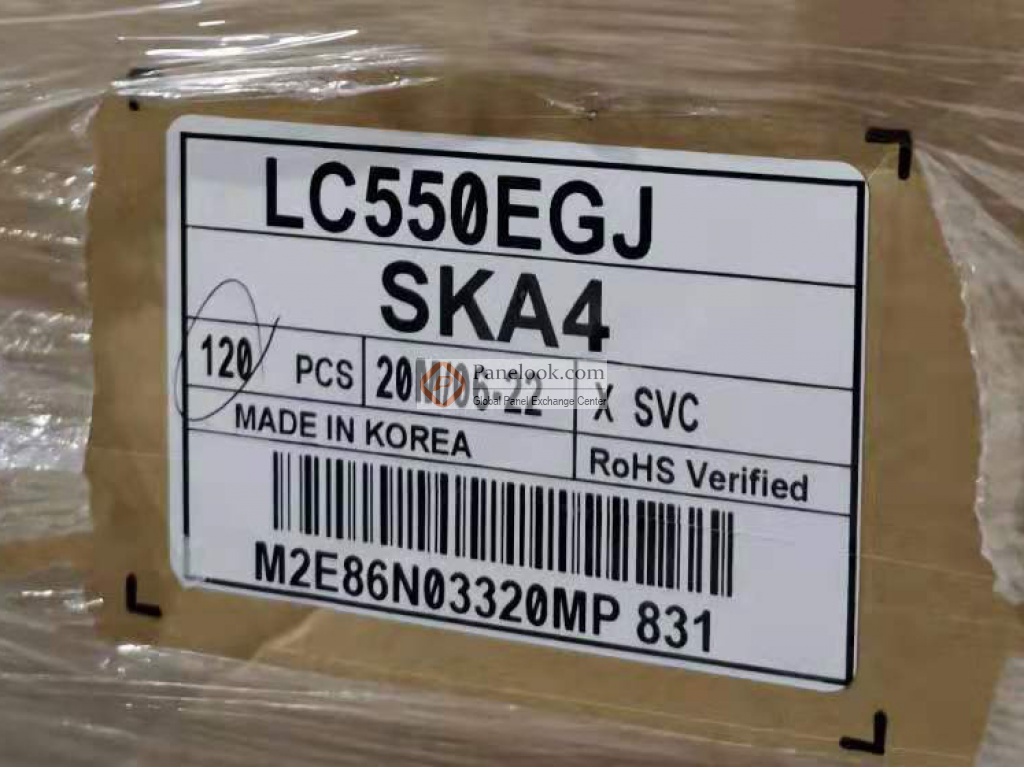 LC550EGJ
SKA4
120 PCS
X SVC
Panelook.com
Global Panel Exchange Center
MADE IN KOREA
RoHS Verified
M2E86N03320MP 831